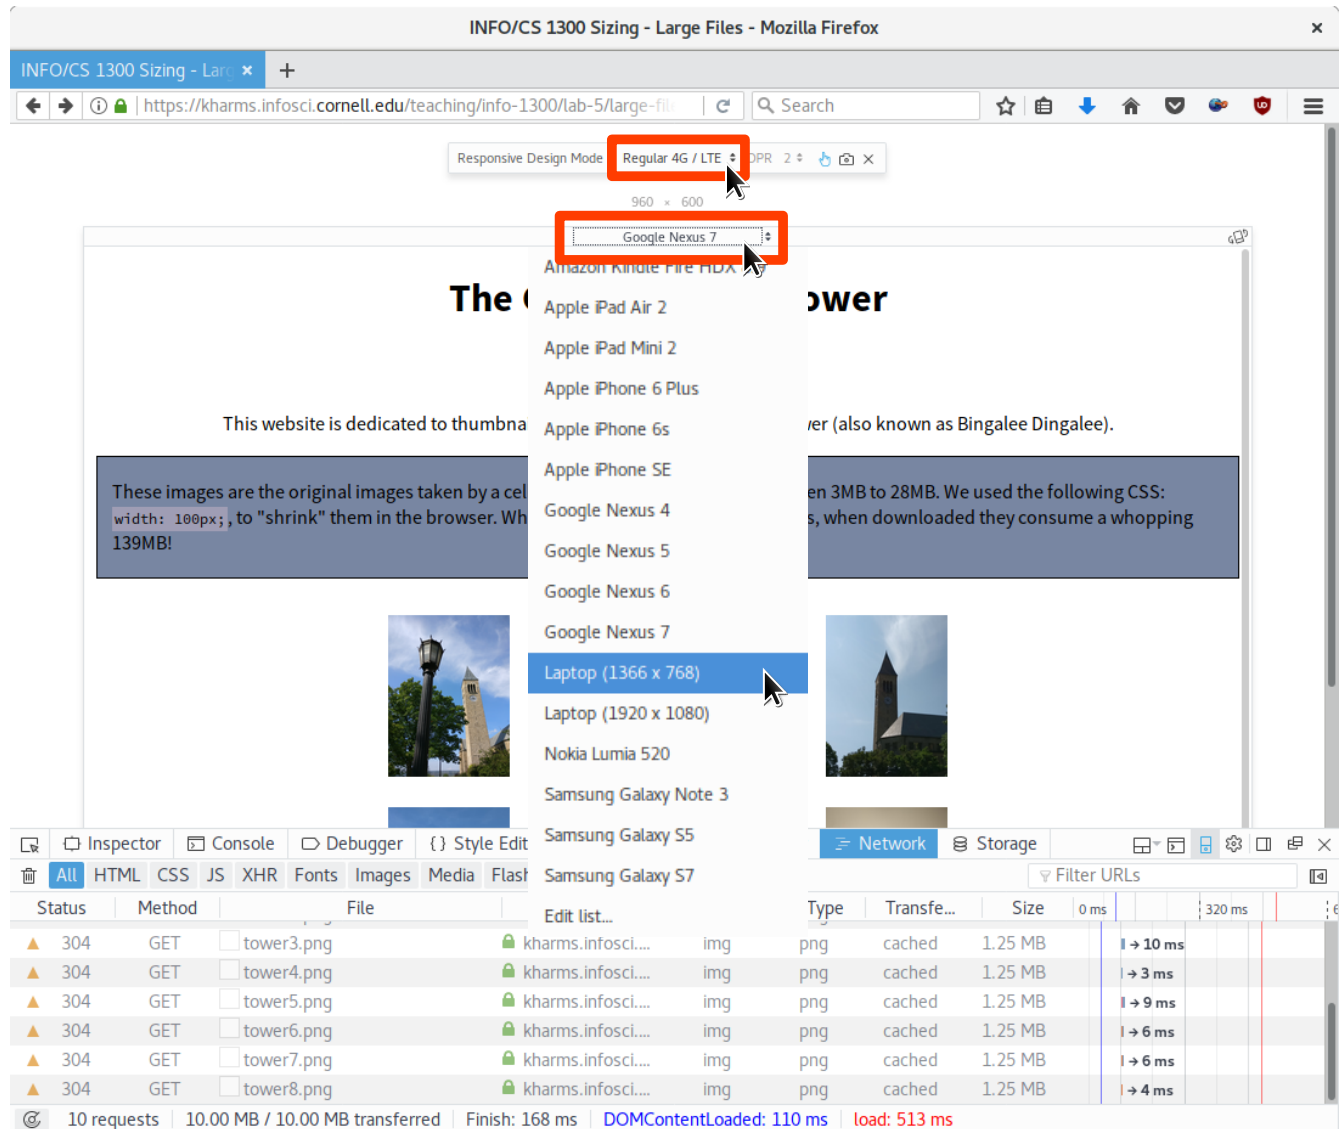 INFO/CS 1300 Sizing - Large Files - Mozilla Firefox
INFO/CS 1300 Sizing - Larg
https://kharms.infosci.cornell.edu/teaching/info-1300/lab-5/large-fil
Search
Responsive Design Mode Regular 4G / LTE DPR 2
960 × 600
Google Nexus 7
Amazon Kindle Fire HDX
The
ower
Apple iPad Air 2
Apple iPad Mini 2
Apple iPhone 6 Plus
This website is dedicated to
(also known as Bingalee Dingalee).
Apple iPhone 6s
Apple iPhone SE
These images are the original images taken by a cel
en 3MB to 28MB. We used the following CSS:
Google Nexus 4
width: 100px;, to "shrink" them in the browser. Wh
s, when downloaded they consume a whopping
139MB!
Google Nexus 5
Google Nexus 6
Google Nexus 7
Laptop (1366 x 768)
Laptop (1920 x 1080)
Nokia Lumia 520
Samsung Galaxy Note 3
Samsung Galaxy S5
Samsung Galaxy S7
Edit list...
Inspector Console Debugger {} Style Edit Network Storage
All HTML CSS JS XHR Fonts Images Media Flash Filter URLs
Status Method File Type Transfe... Size 0 ms 320 ms
304 GET tower3.png kharms.infosci.... img png cached 1.25 MB → 10 ms
304 GET tower4.png kharms.infosci.... img png cached 1.25 MB → 3 ms
304 GET tower5.png kharms.infosci.... img png cached 1.25 MB → 9 ms
304 GET tower6.png kharms.infosci.... img png cached 1.25 MB → 6 ms
304 GET tower7.png kharms.infosci.... img png cached 1.25 MB → 6 ms
304 GET tower8.png kharms.infosci.... img png cached 1.25 MB → 4 ms
10 requests 10.00 MB / 10.00 MB transferred Finish: 168 ms DOMContentLoaded: 110 ms load: 513 ms